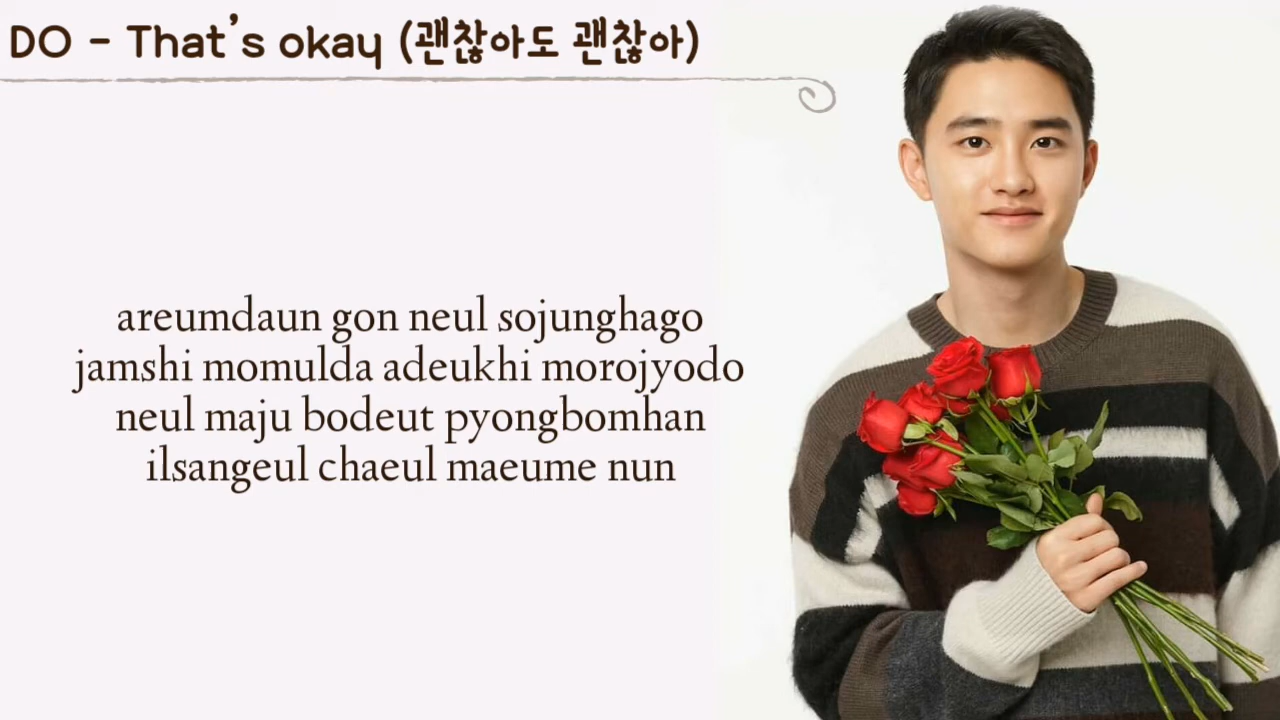 DO - That's okay (괜찮아도 괜찮아)
areumdaun gon neul sojunghago
jamshi momulda adeukhi morojyodo
neul maju bodeut pyongbomhan
ilsangeul chaeul maeume nun